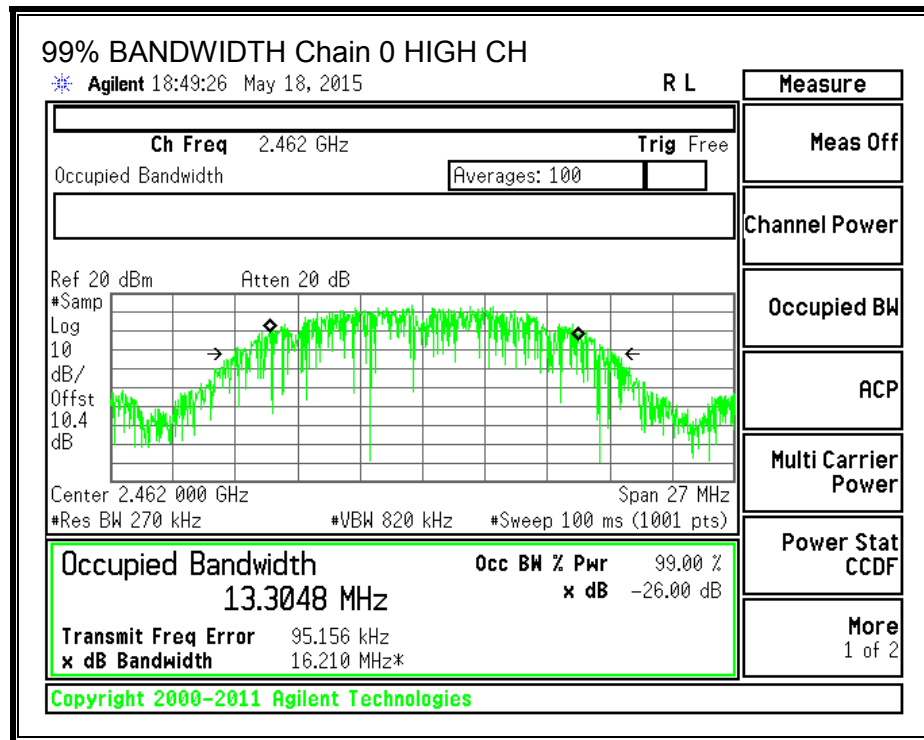 99% BANDWIDTH Chain 0 HIGH CH
Agilent 18:49:26 May 18, 2015 R L
Measure
Ch Freq 2.462 GHz Trig Free
Occupied Bandwidth Averages: 100
Meas Off
Channel Power
Occupied BW
ACP
Multi Carrier
Power
Power Stat
CCDF
More
1 of 2
Ref 20 dBm Atten 20 dB
#Samp
Log
10
dB/
Offst
10.4
dB
Center 2.462 000 GHz Span 27 MHz
#Res BW 270 kHz #VBW 820 kHz #Sweep 100 ms (1001 pts)
Occupied Bandwidth Occ BW % Pwr 99.00 %
13.3048 MHz x dB -26.00 dB
Transmit Freq Error 95.156 kHz
x dB Bandwidth 16.210 MHz*
Copyright 2000-2011 Agilent Technologies